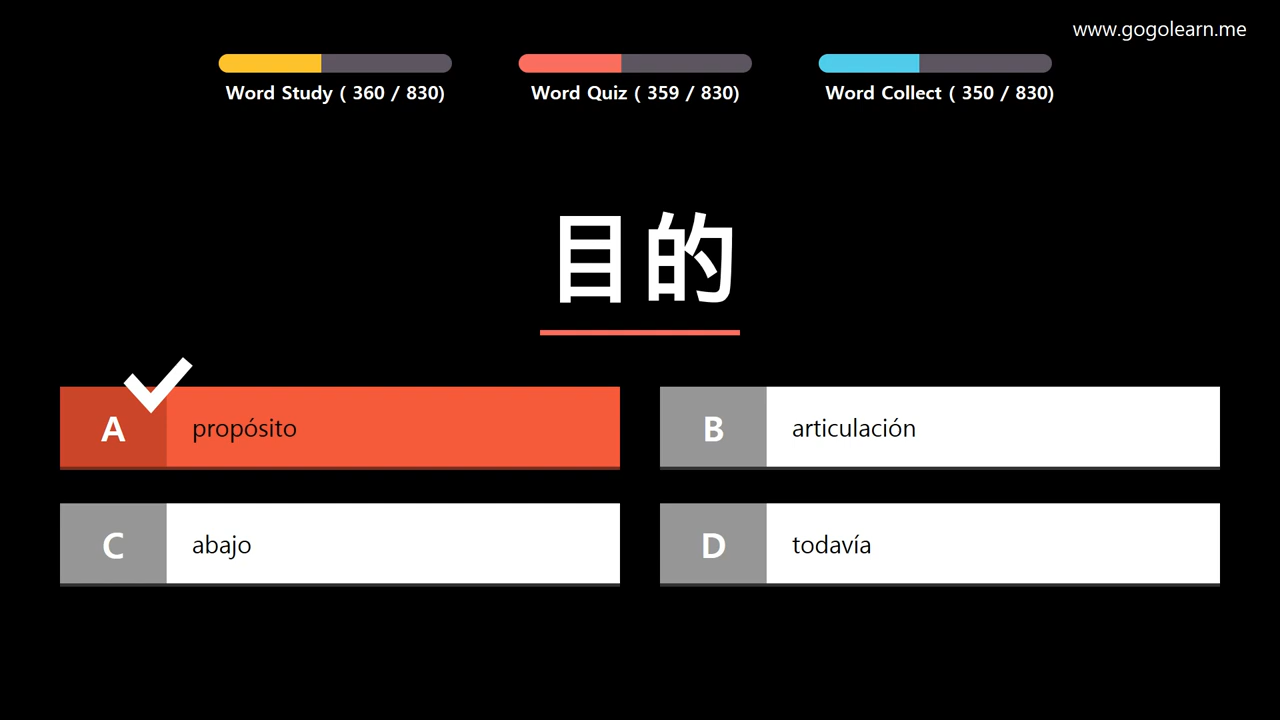 www.gogolearn.me
Word Study ( 360 / 830)
Word Quiz ( 359 / 830)
Word Collect ( 350 / 830)
目的
A propósito
B articulación
C abajo
D todavía